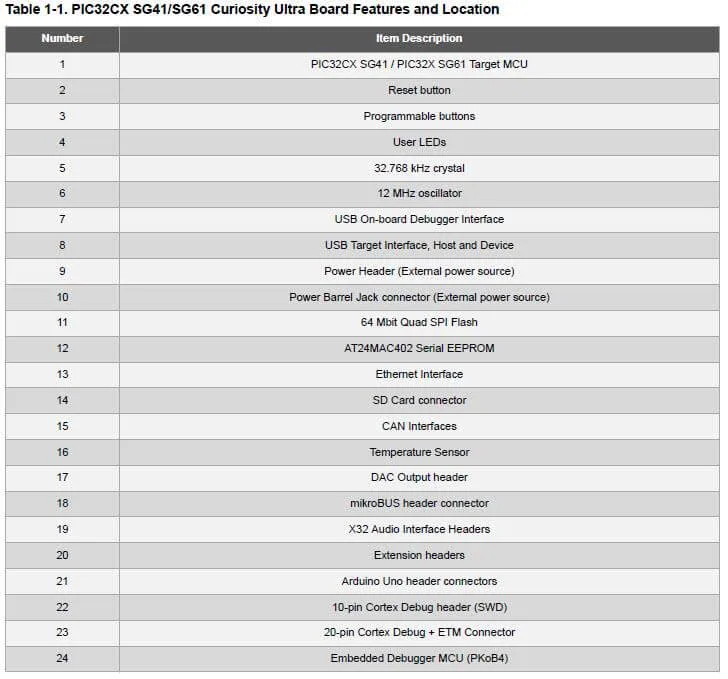 Table 1-1. PIC32CX SG41/SG61 Curiosity Ultra Board Features and Location
Number Item Description
1 PIC32CX SG41 / PIC32X SG61 Target MCU
2 Reset button
3 Programmable buttons
4 User LEDs
5 32.768 kHz crystal
6 12 MHz oscillator
7 USB On-board Debugger Interface
8 USB Target Interface, Host and Device
9 Power Header (External power source)
10 Power Barrel Jack connector (External power source)
11 64 Mbit Quad SPI Flash
12 AT24MAC402 Serial EEPROM
13 Ethernet Interface
14 SD Card connector
15 CAN Interfaces
16 Temperature Sensor
17 DAC Output header
18 mikroBUS header connector
19 X32 Audio Interface Headers
20 Extension headers
21 Arduino Uno header connectors
22 10-pin Cortex Debug header (SWD)
23 20-pin Cortex Debug + ETM Connector
24 Embedded Debugger MCU (PKoB4)